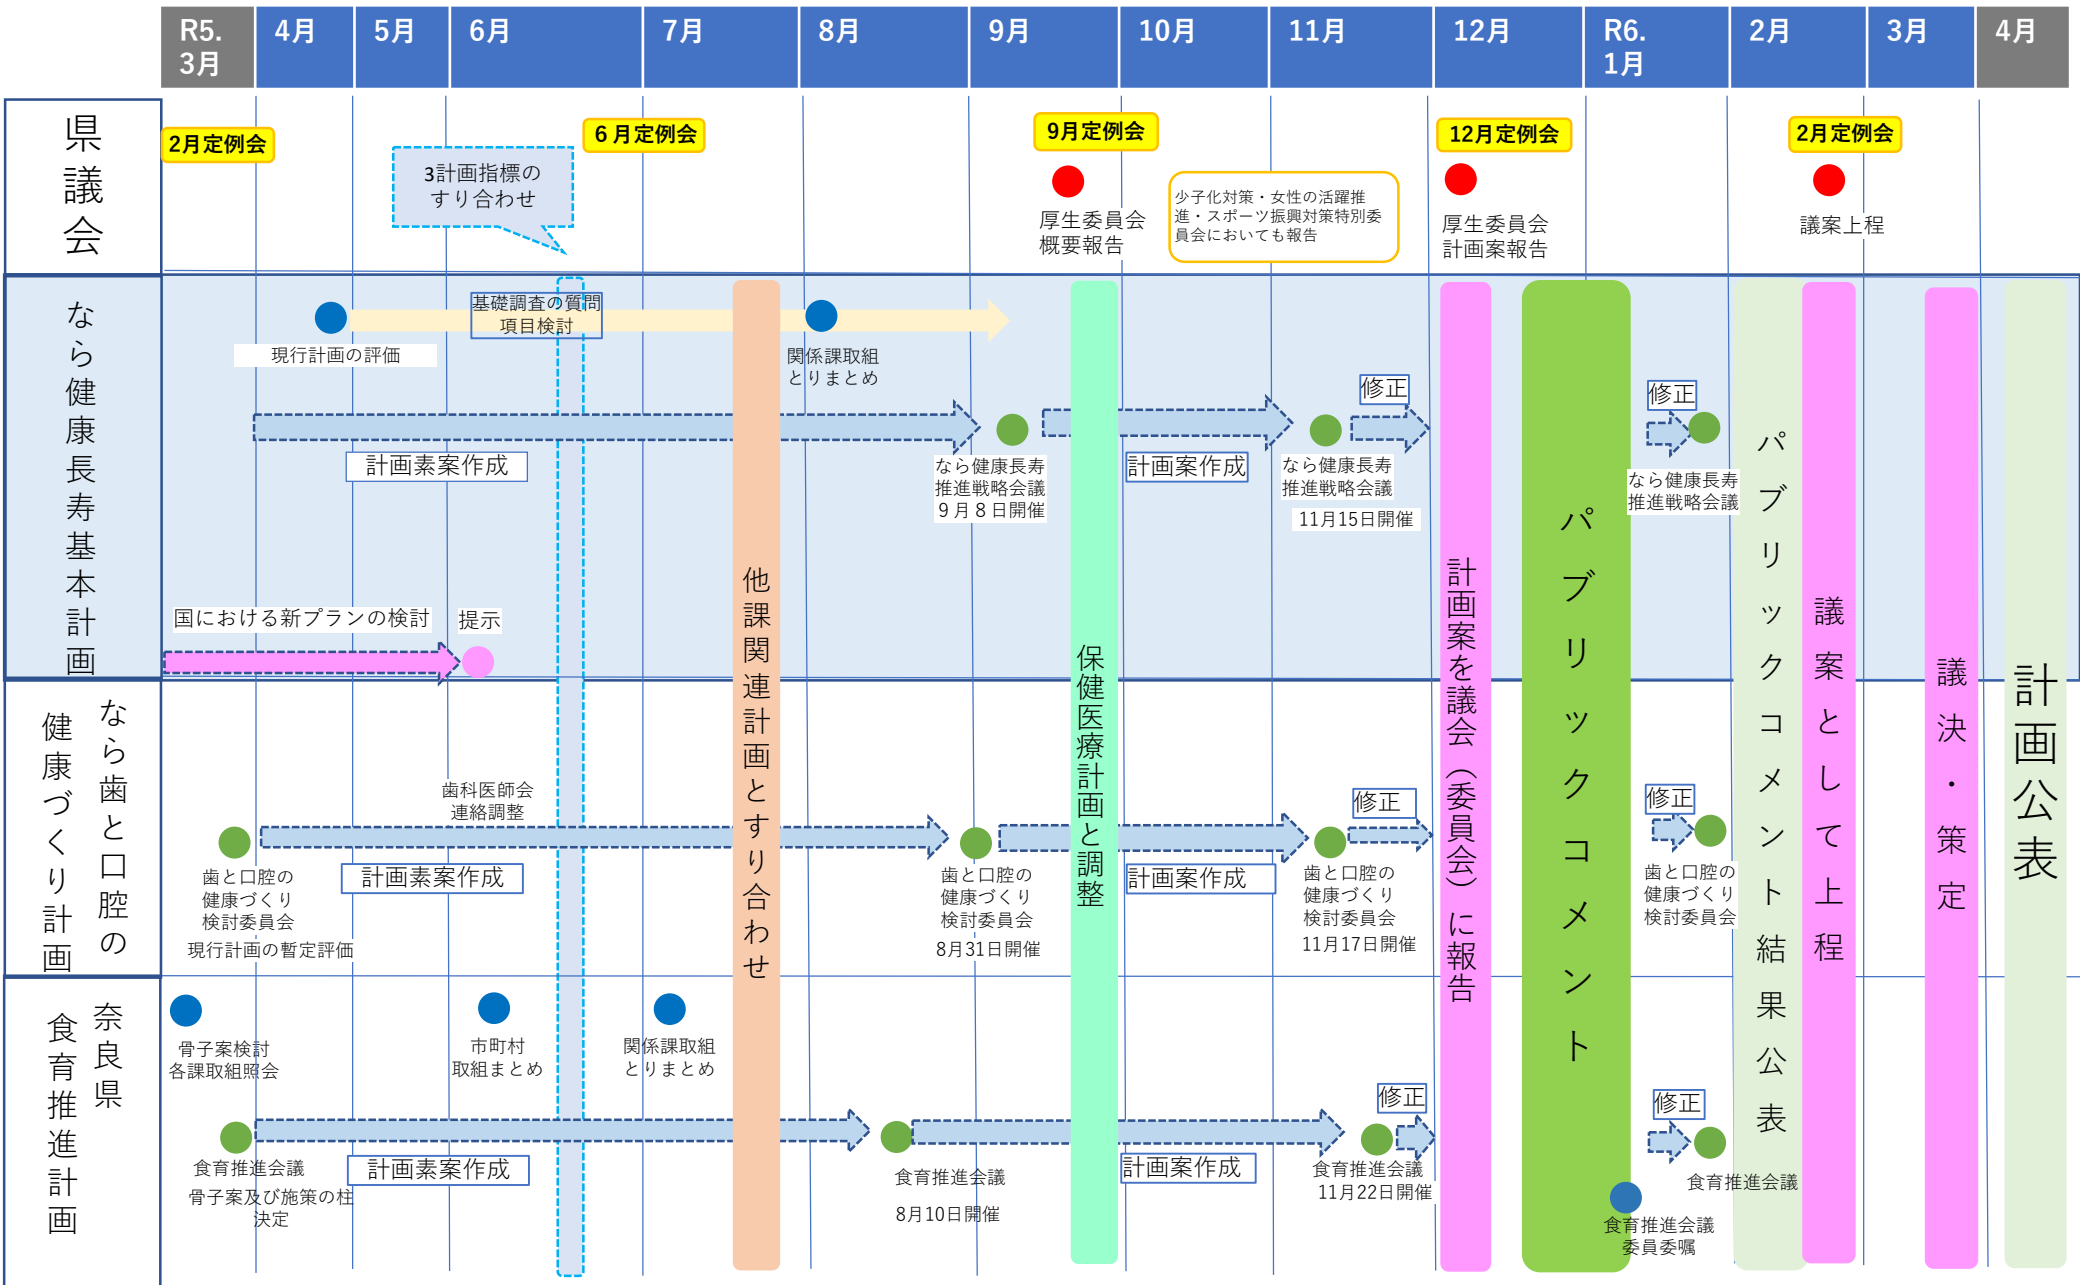 R5.
3月
4月
5月
6月
7月
8月
9月
10月
11月
12月
R6.
1月
2月
3月
4月
県議会
2月定例会
6月定例会
9月定例会
12月定例会
2月定例会
3計画指標の
すり合わせ
厚生委員会
概要報告
少子化対策・女性の活躍推
進・スポーツ振興対策特別委
員会においても報告
厚生委員会
計画案報告
議案上程
なら健康長寿基本計画
基礎調査の質問
項目検討
現行計画の評価
関係課取組
とりまとめ
計画素案作成
なら健康長寿
推進戦略会議
９月８日開催
計画案作成
なら健康長寿
推進戦略会議
11月15日開催
修正
修正
なら健康長寿
推進戦略会議
国における新プランの検討
提示
他課関連計画とすり合わせ
保健医療計画と調整
計画案を議会（委員会）に報告
パブリックコメント
パブリックコメント結果公表
議案として上程
議決・策定
計画公表
なら歯と口腔の
健康づくり計画
歯科医師会
連絡調整
歯と口腔の
健康づくり
検討委員会
現行計画の暫定評価
計画素案作成
歯と口腔の
健康づくり
検討委員会
8月31日開催
計画案作成
歯と口腔の
健康づくり
検討委員会
11月17日開催
修正
修正
歯と口腔の
健康づくり
検討委員会
奈良県
食育推進計画
骨子案検討
各課取組照会
市町村
取組まとめ
関係課取組
とりまとめ
食育推進会議
骨子案及び施策の柱
決定
計画素案作成
食育推進会議
8月10日開催
計画案作成
食育推進会議
11月22日開催
修正
修正
食育推進会議
食育推進会議
委員委嘱